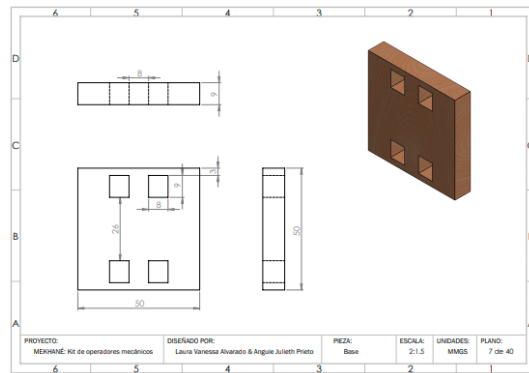 6 5 4 3 2 1
D
8
9
C
3
9
8
B
26
50
50
A
PROYECTO: DISEÑADO POR: PIEZA: ESCALA: UNIDADES: PLANO:
MEKHANÉ: Kit de operadores mecánicos Laura Vanessa Alvarado & Anguie Julieth Prieto Base 2:1.5 MMGS 7 de 40
6 5 4 3 2 1